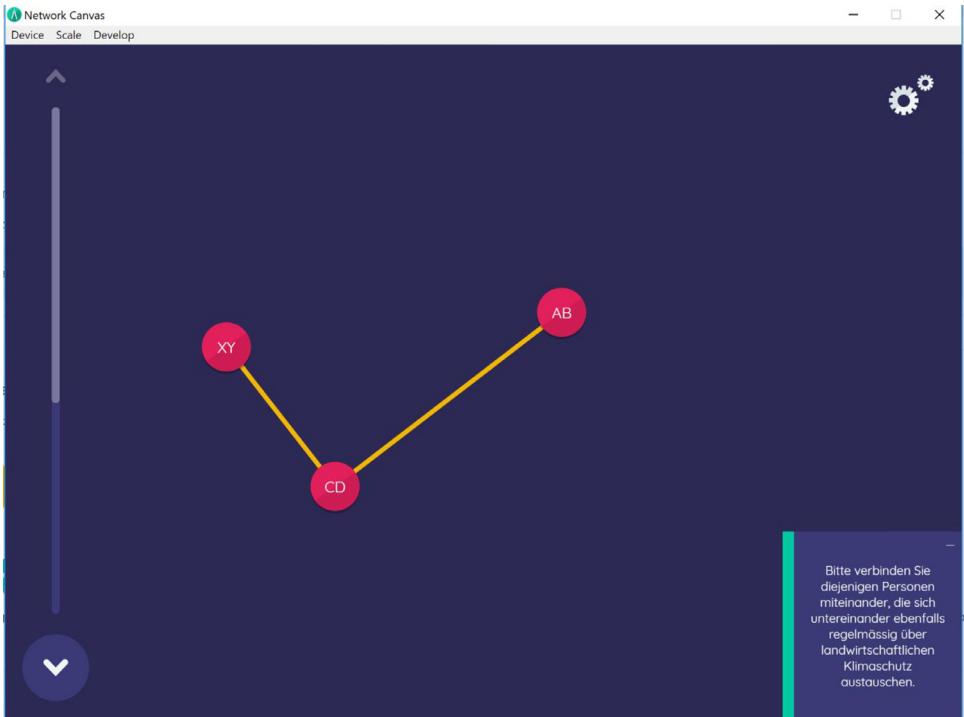 Network Canvas
Device Scale Develop
AB
XY
CD
Bitte verbinden Sie
diejenigen Personen
miteinander, die sich
untereinander ebenfalls
regelmässig über
landwirtschaftlichen
Klimaschutz
austauschen.